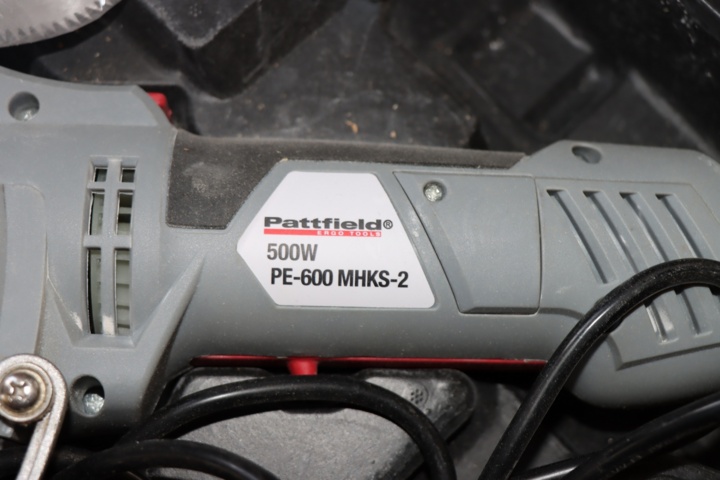 Pattfield®
ERGO TOOLS
500W
PE-600 MHKS-2